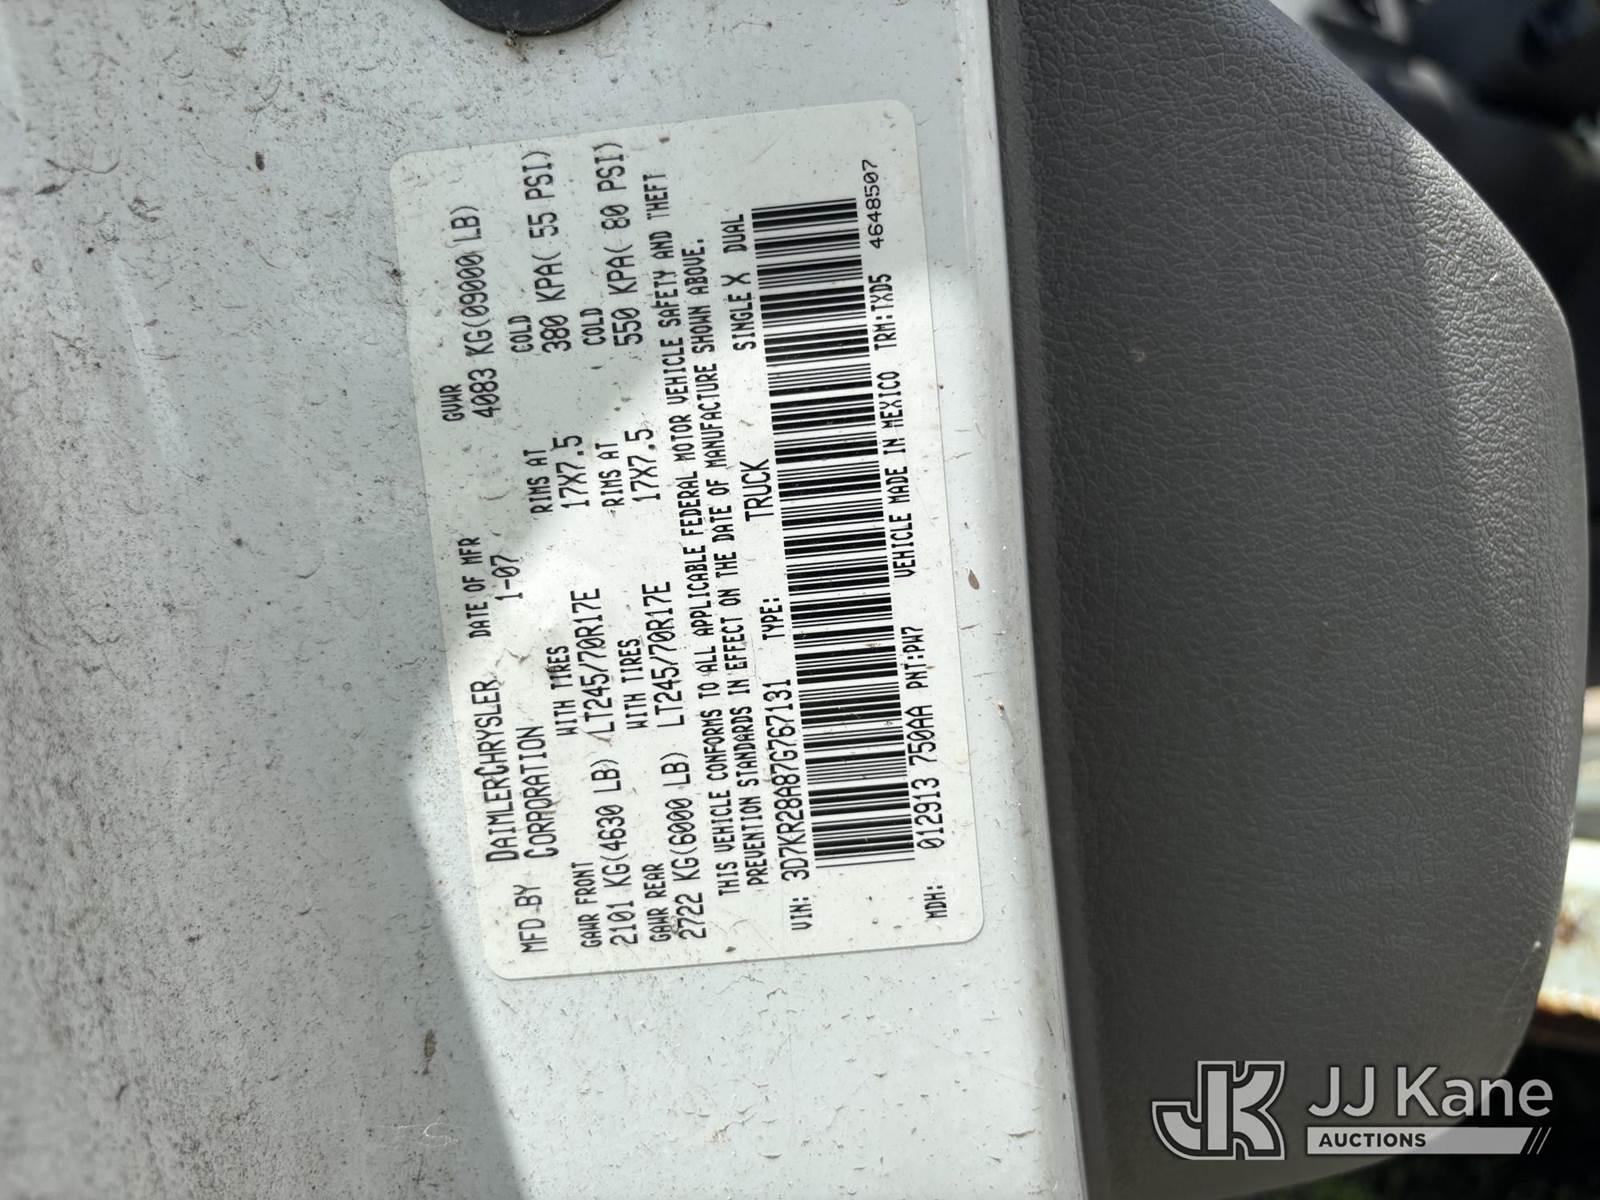 MFD BY DAIMLERCHRYSLER CORPORATION DATE OF MFR 1-07 GVWR 4083 KG(09000 LB)
GAWR FRONT WITH TIRES RIMS AT COLD
2101 KG(4630 LB) LT245/70R17E 17X7.5 380 KPA( 55 PSI)
GAWR REAR WITH TIRES RIMS AT COLD
2722 KG(6000 LB) LT245/70R17E 17X7.5 550 KPA( 80 PSI)
THIS VEHICLE CONFORMS TO ALL APPLICABLE FEDERAL MOTOR VEHICLE SAFETY AND THEFT
PREVENTION STANDARDS IN EFFECT ON THE DATE OF MANUFACTURE SHOWN ABOVE.
VIN: 3D7KR28A87G767131 TYPE: TRUCK SINGLE X DUAL
MDH: 012913 750AA PNT:PW7 VEHICLE MADE IN MEXICO TRM:TXD5 4648507
JK JJ Kane
AUCTIONS